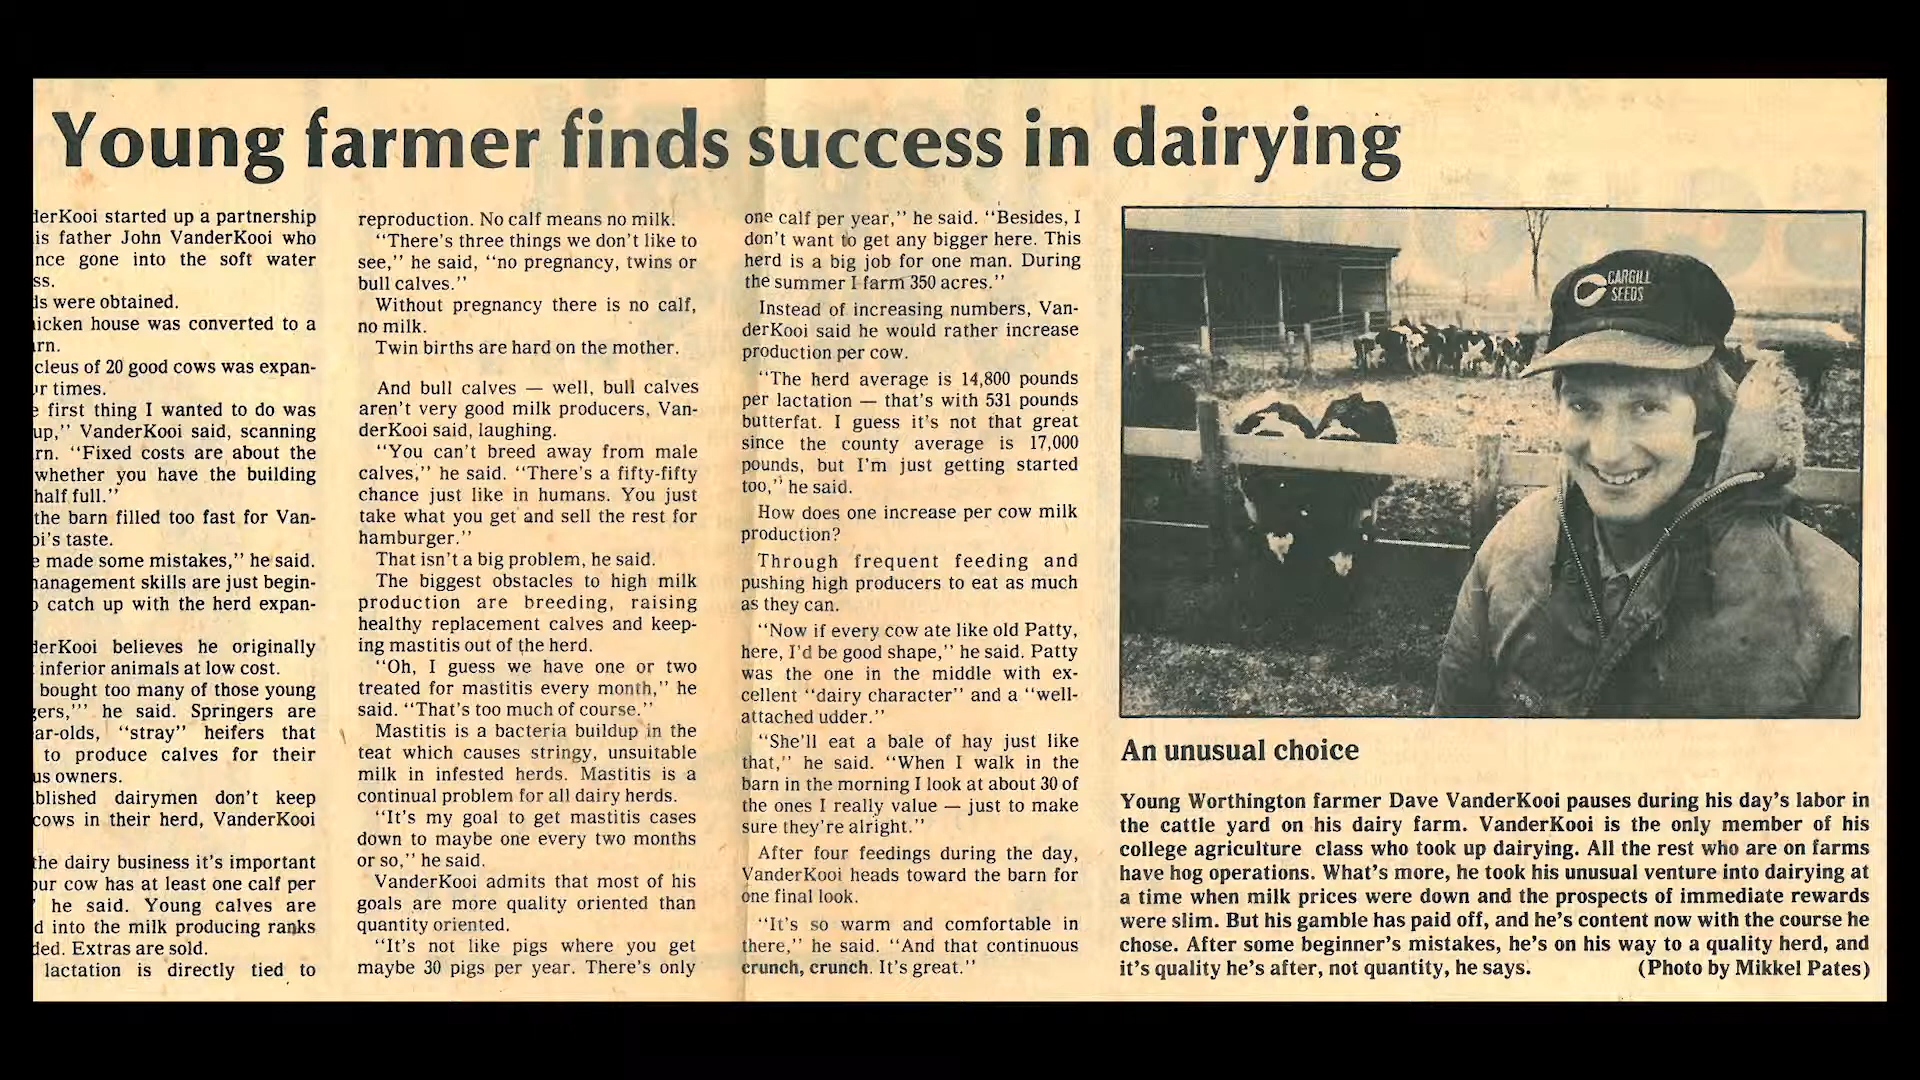 Young farmer finds success in dairying
derKooi started up a partnership
is father John VanderKooi who
nce gone into the soft water
ss.
ds were obtained.
icken house was converted to a
rn.
cleus of 20 good cows was expan-
ur times.
e first thing I wanted to do was
up,'' VanderKooi said, scanning
rn. "Fixed costs are about the
whether you have the building
half full."
the barn filled too fast for Van-
oi's taste.
e made some mistakes," he said.
anagement skills are just begin-
o catch up with the herd expan-
derKooi believes he originally
inferior animals at low cost.
bought too many of those young
gers,''' he said. Springers are
ar-olds, "stray" heifers that
to produce calves for their
us owners.
blished dairymen don't keep
cows in their herd, VanderKooi
the dairy business it's important
our cow has at least one calf per
' he said. Young calves are
d into the milk producing ranks
ded. Extras are sold.
lactation is directly tied to
reproduction. No calf means no milk.
"There's three things we don't like to
see," he said, "no pregnancy, twins or
bull calves."
Without pregnancy there is no calf,
no milk.
Twin births are hard on the mother.
And bull calves — well, bull calves
aren't very good milk producers, Van-
derKooi said, laughing.
"You can't breed away from male
calves," he said. "There's a fifty-fifty
chance just like in humans. You just
take what you get and sell the rest for
hamburger."
That isn't a big problem, he said.
The biggest obstacles to high milk
production are breeding, raising
healthy replacement calves and keep-
ing mastitis out of the herd.
"Oh, I guess we have one or two
treated for mastitis every month," he
said. "That's too much of course."
Mastitis is a bacteria buildup in the
teat which causes stringy, unsuitable
milk in infested herds. Mastitis is a
continual problem for all dairy herds.
"It's my goal to get mastitis cases
down to maybe one every two months
or so," he said.
VanderKooi admits that most of his
goals are more quality oriented than
quantity oriented.
"It's not like pigs where you get
maybe 30 pigs per year. There's only
one calf per year," he said. "Besides, I
don't want to get any bigger here. This
herd is a big job for one man. During
the summer I farm 350 acres."
Instead of increasing numbers, Van-
derKooi said he would rather increase
production per cow.
"The herd average is 14,800 pounds
per lactation — that's with 531 pounds
butterfat. I guess it's not that great
since the county average is 17,000
pounds, but I'm just getting started
too," he said.
How does one increase per cow milk
production?
Through frequent feeding and
pushing high producers to eat as much
as they can.
"Now if every cow ate like old Patty,
here, I'd be good shape," he said. Patty
was the one in the middle with ex-
cellent "dairy character" and a "well-
attached udder."
"She'll eat a bale of hay just like
that," he said. "When I walk in the
barn in the morning I look at about 30 of
the ones I really value — just to make
sure they're alright."
After four feedings during the day,
VanderKooi heads toward the barn for
one final look.
"It's so warm and comfortable in
there," he said. "And that continuous
crunch, crunch. It's great."
CARGILL
SEEDS
An unusual choice
Young Worthington farmer Dave VanderKooi pauses during his day's labor in
the cattle yard on his dairy farm. VanderKooi is the only member of his
college agriculture class who took up dairying. All the rest who are on farms
have hog operations. What's more, he took his unusual venture into dairying at
a time when milk prices were down and the prospects of immediate rewards
were slim. But his gamble has paid off, and he's content now with the course he
chose. After some beginner's mistakes, he's on his way to a quality herd, and
it's quality he's after, not quantity, he says. (Photo by Mikkel Pates)